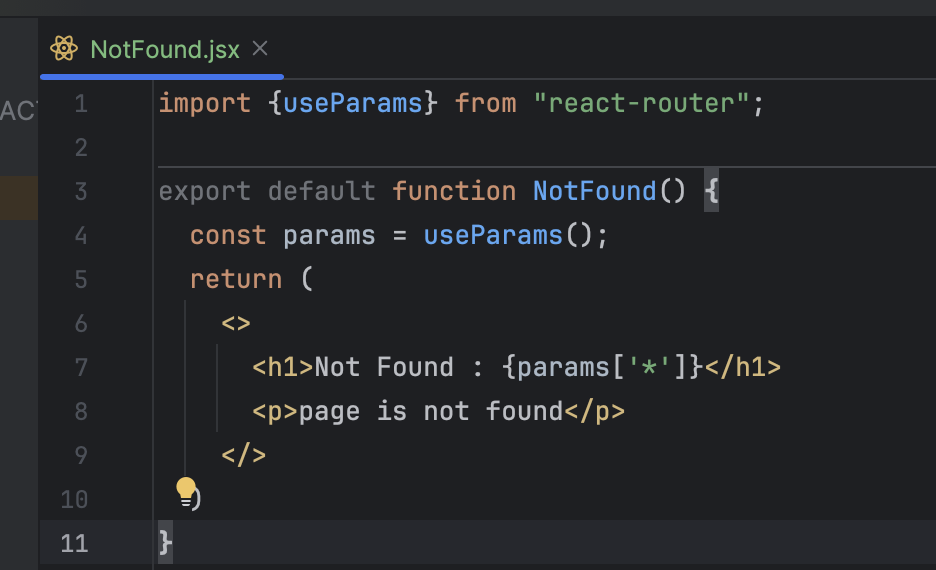 NotFound.jsx
ACT
1 import {useParams} from "react-router";
2
3 export default function NotFound() {
4 const params = useParams();
5 return (
6 <>
7 <h1>Not Found : {params['*']}</h1>
8 <p>page is not found</p>
9 </>
10 )
11 }